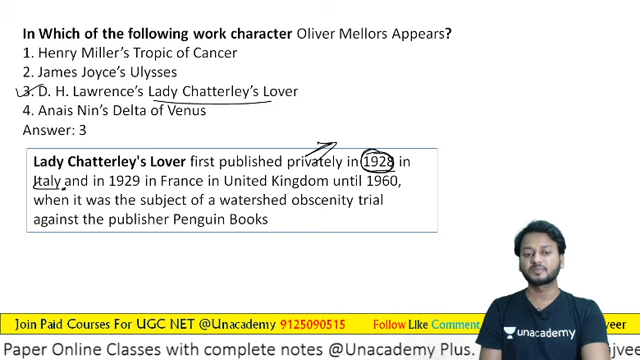 In Which of the following work character Oliver Mellors Appears?
1. Henry Miller's Tropic of Cancer
2. James Joyce's Ulysses
3. D. H. Lawrence's Lady Chatterley's Lover
4. Anais Nin's Delta of Venus
Answer: 3
Lady Chatterley's Lover first published privately in 1928 in
Italy and in 1929 in France in United Kingdom until 1960,
when it was the subject of a watershed obscenity trial
against the publisher Penguin Books
unacademy
Join Paid Courses For UGC NET @Unacademy 9125090515 Follow Like Comment
Paper Online Classes with complete notes @Unacademy Plus.